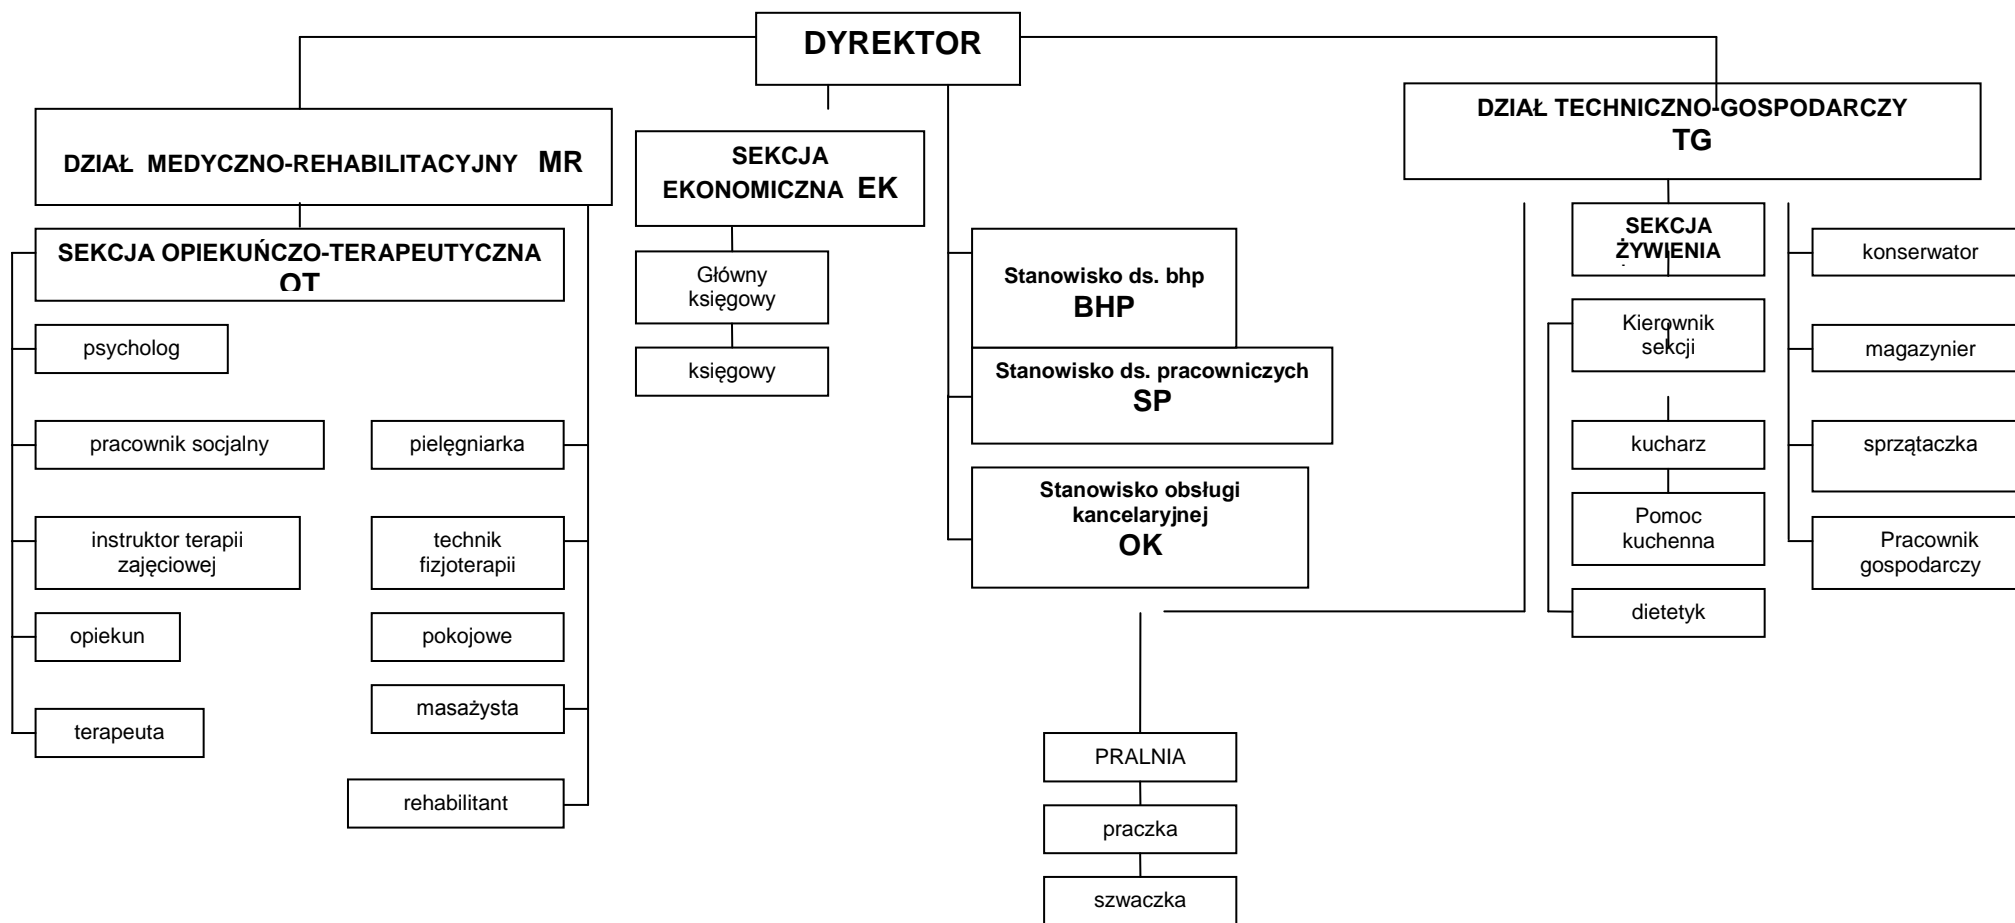 DYREKTOR
DZIAŁ MEDYCZNO-REHABILITACYJNY MR
SEKCJA OPIEKUŃCZO-TERAPEUTYCZNA
OT
psycholog
pracownik socjalny
instruktor terapii
zajęciowej
opiekun
terapeuta
pielęgniarka
technik
fizjoterapii
pokojowe
masażysta
rehabilitant
SEKCJA
EKONOMICZNA EK
Główny
księgowy
księgowy
Stanowisko ds. bhp
BHP
Stanowisko ds. pracowniczych
SP
Stanowisko obsługi
kancelaryjnej
OK
PRALNIA
praczka
szwaczka
DZIAŁ TECHNICZNO-GOSPODARCZY
TG
SEKCJA
ŻYWIENIA
Kierownik
sekcji
kucharz
Pomoc
kuchenna
dietetyk
konserwator
magazynier
sprzątaczka
Pracownik
gospodarczy